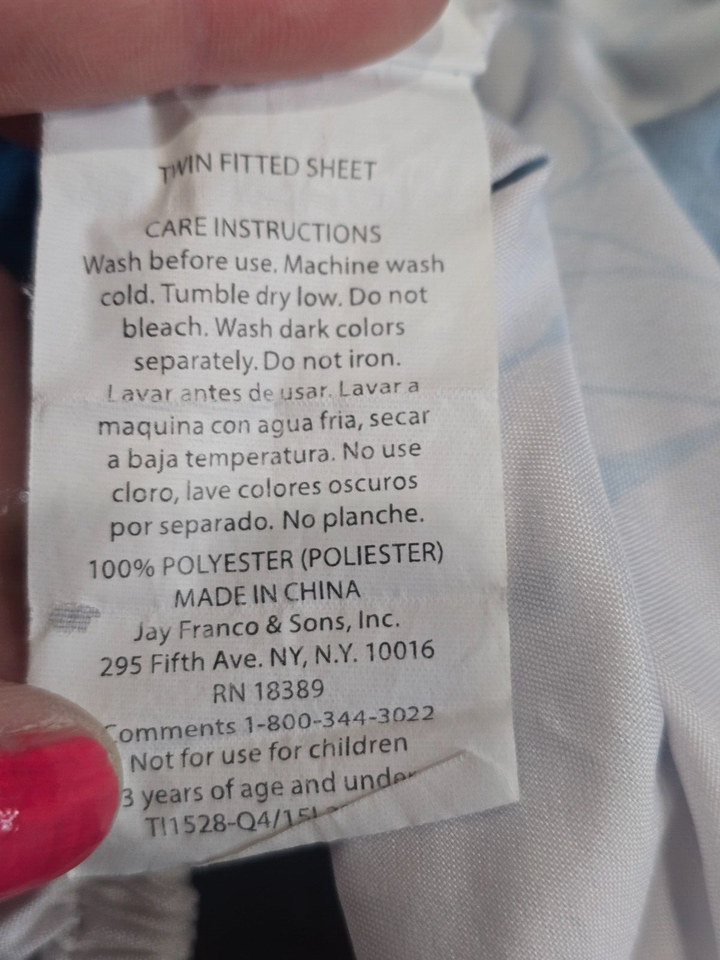 TWIN FITTED SHEET
CARE INSTRUCTIONS
Wash before use. Machine wash
cold. Tumble dry low. Do not
bleach. Wash dark colors
separately. Do not iron.
Lavar antes de usar. Lavar a
maquina con agua fria, secar
a baja temperatura. No use
cloro, lave colores oscuros
por separado. No planche.
100% POLYESTER (POLIESTER)
MADE IN CHINA
Jay Franco & Sons, Inc.
295 Fifth Ave. NY, N.Y. 10016
RN 18389
Comments 1-800-344-3022
Not for use for children
3 years of age and under